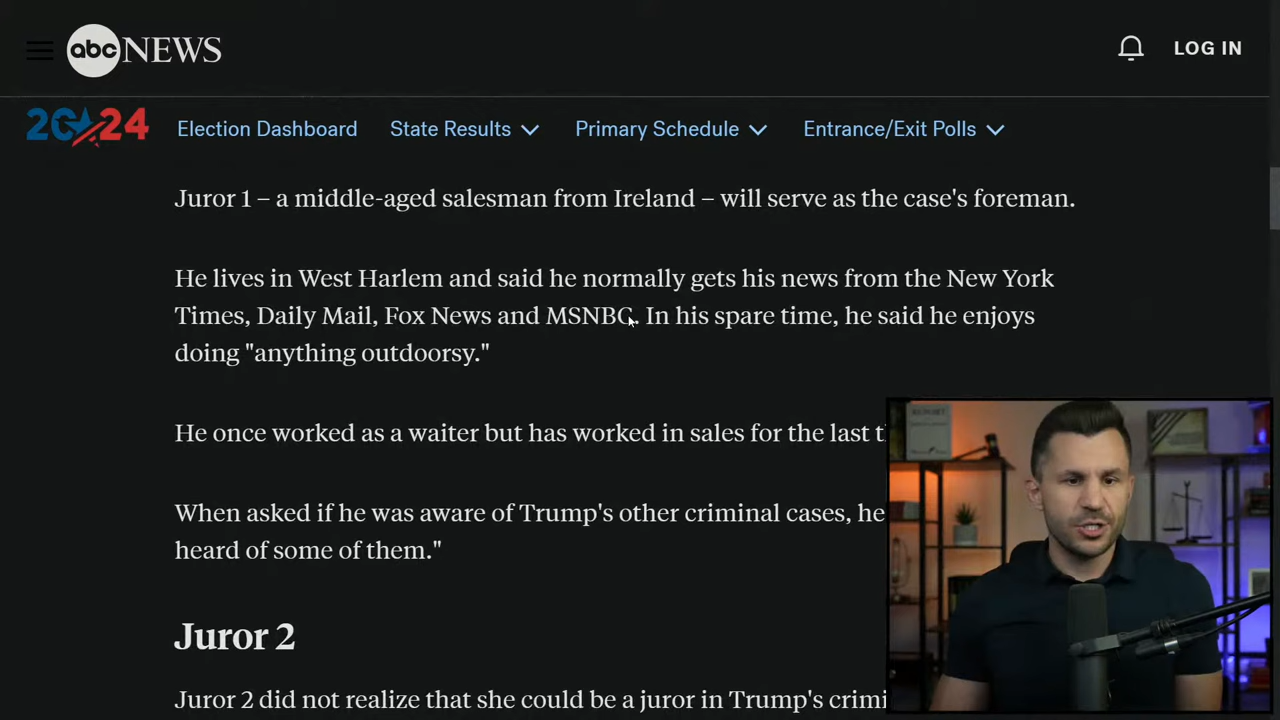 abc NEWS
LOG IN
2024 Election Dashboard State Results Primary Schedule Entrance/Exit Polls
Juror 1 – a middle-aged salesman from Ireland – will serve as the case's foreman.
He lives in West Harlem and said he normally gets his news from the New York
Times, Daily Mail, Fox News and MSNBC. In his spare time, he said he enjoys
doing "anything outdoorsy."
He once worked as a waiter but has worked in sales for the last
When asked if he was aware of Trump's other criminal cases, he
heard of some of them."
Juror 2
Juror 2 did not realize that she could be a juror in Trump's
REPORT